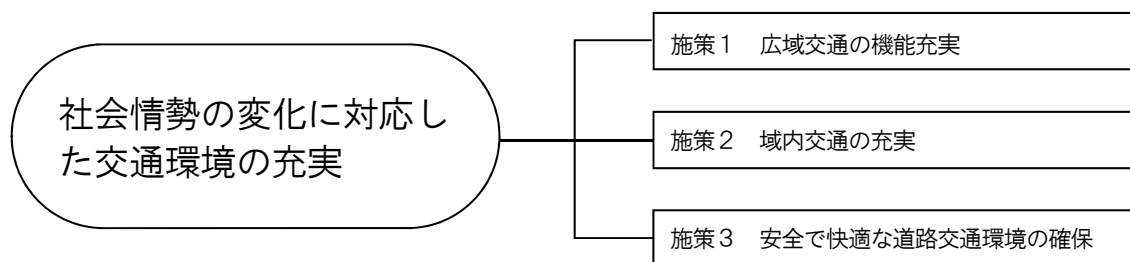 社会情勢の変化に対応し
た交通環境の充実
施策１　広域交通の機能充実
施策２　域内交通の充実
施策３　安全で快適な道路交通環境の確保